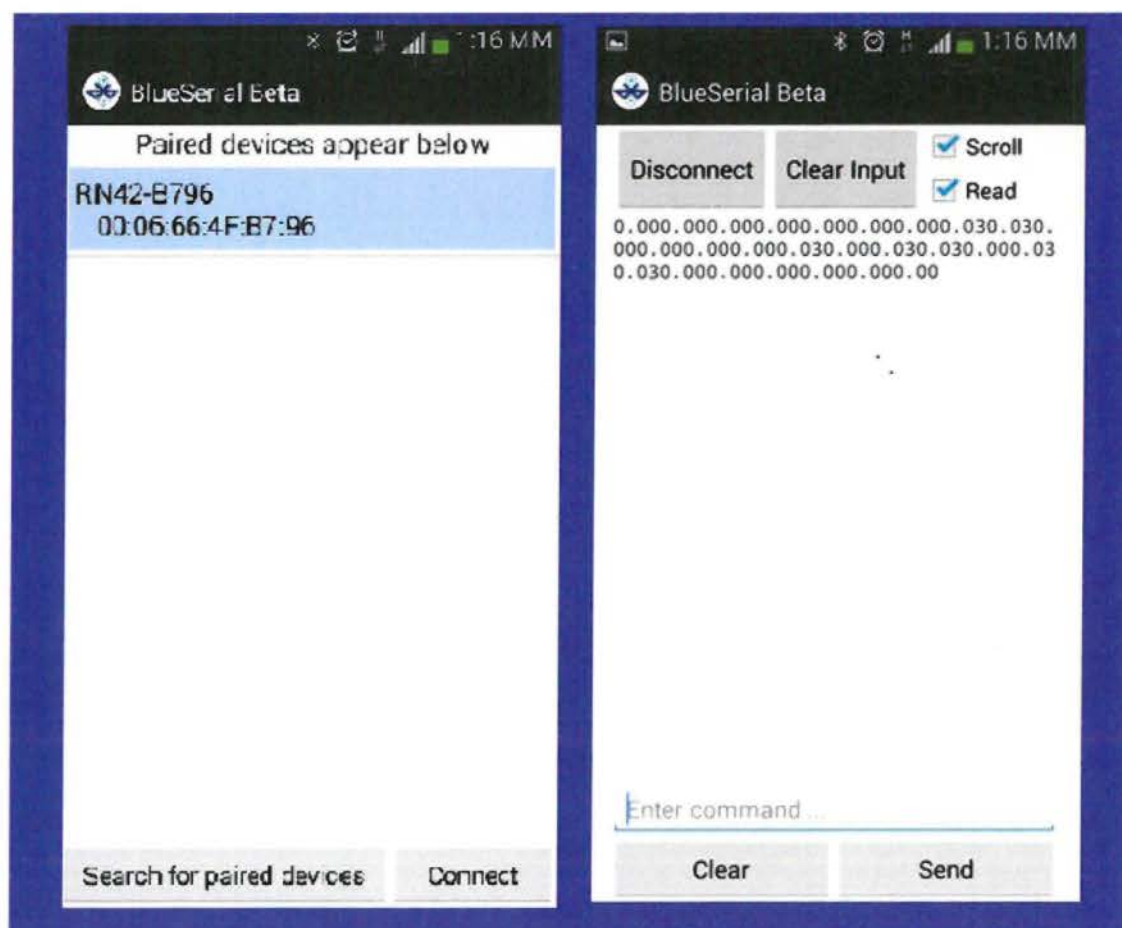 1:16 MM
BlueSerial Beta
Paired devices appear below
RN42-B796
00:06:66:4F:B7:96
Search for paired devices
Connect
1:16 MM
BlueSerial Beta
Disconnect
Clear Input
Scroll
Read
0.000.000.000.000.000.000.000.030.030.
000.000.000.000.030.000.030.030.000.03
0.030.000.000.000.000.000.00
Enter command ...
Clear
Send